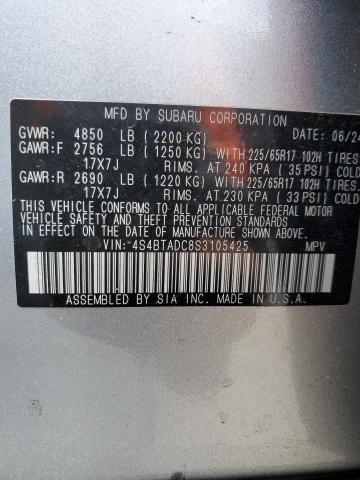 MFD BY SUBARU CORPORATION
GVWR: 4850 LB (2200 KG) DATE: 06/24
GAWR:F 2756 LB (1250 KG) WITH 225/65R17 102H TIRES
17X7J RIMS, AT 240 KPA (35 PSI) COLD
GAWR:R 2690 LB (1220 KG) WITH 225/65R17 102H TIRES
17X7J RIMS, AT 230 KPA (33 PSI) COLD
THIS VEHICLE CONFORMS TO ALL APPLICABLE FEDERAL MOTOR
VEHICLE SAFETY, BUMPER, AND THEFT PREVENTION STANDARDS
IN EFFECT ON THE DATE OF MANUFACTURE SHOWN ABOVE.
VIN: *4S4BTADC8S3105425 MPV
ASSEMBLED BY SIA INC. MADE IN U.S.A.